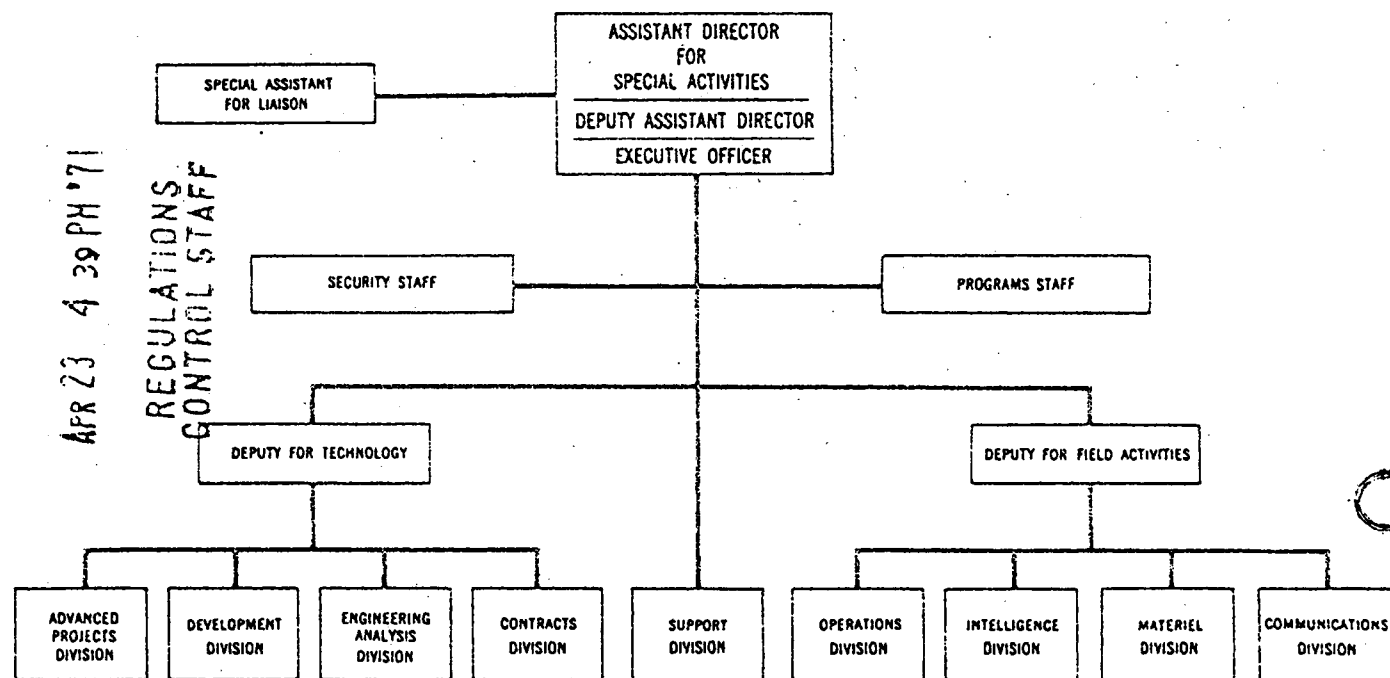 ASSISTANT DIRECTOR
FOR
SPECIAL ACTIVITIES
DEPUTY ASSISTANT DIRECTOR
EXECUTIVE OFFICER
SPECIAL ASSISTANT
FOR LIAISON
APR 23 4 39 PM '71
REGULATIONS
CONTROL STAFF
SECURITY STAFF
PROGRAMS STAFF
DEPUTY FOR TECHNOLOGY
DEPUTY FOR FIELD ACTIVITIES
ADVANCED
PROJECTS
DIVISION
DEVELOPMENT
DIVISION
ENGINEERING
ANALYSIS
DIVISION
CONTRACTS
DIVISION
SUPPORT
DIVISION
OPERATIONS
DIVISION
INTELLIGENCE
DIVISION
MATERIEL
DIVISION
COMMUNICATIONS
DIVISION